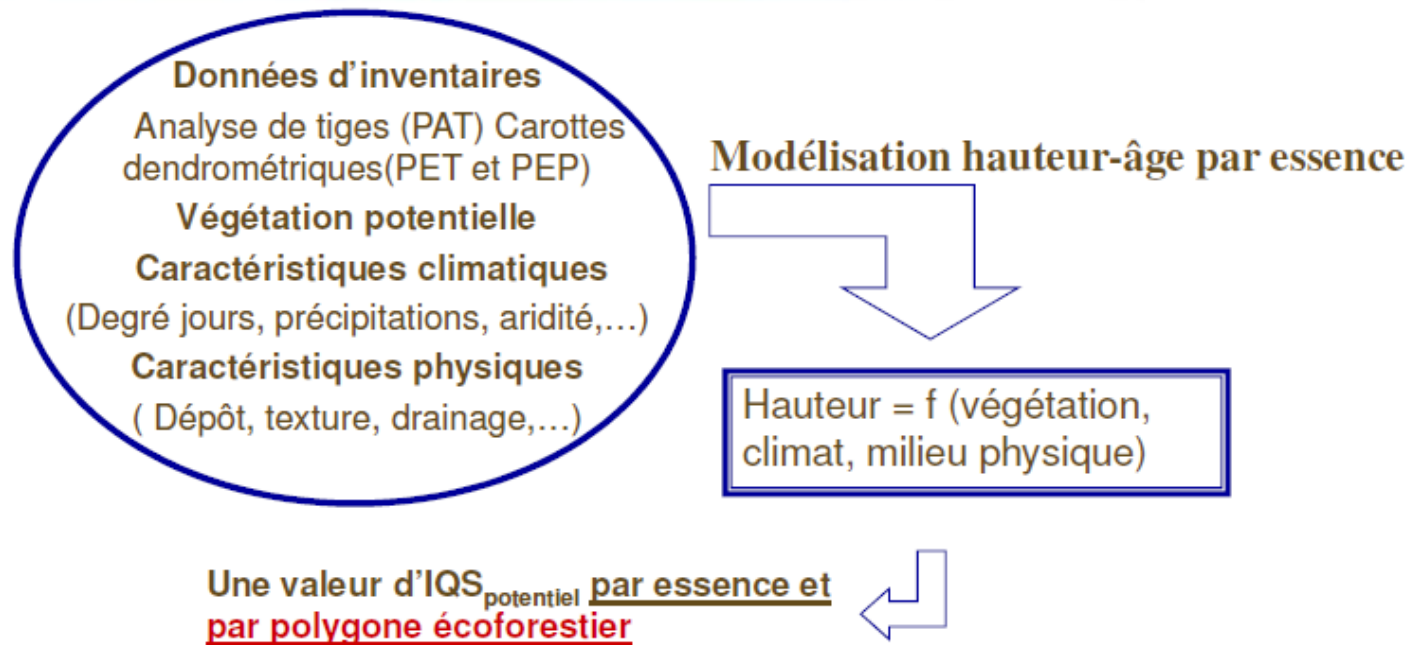 Données d'inventaires
Analyse de tiges (PAT) Carottes
dendrométriques(PET et PEP)
Végétation potentielle
Caractéristiques climatiques
(Degré jours, précipitations, aridité,...)
Caractéristiques physiques
( Dépôt, texture, drainage,...)
Modélisation hauteur-âge par essence
Hauteur = f (végétation,
climat, milieu physique)
Une valeur d'IQSpotentiel par essence et
par polygone écoforestier